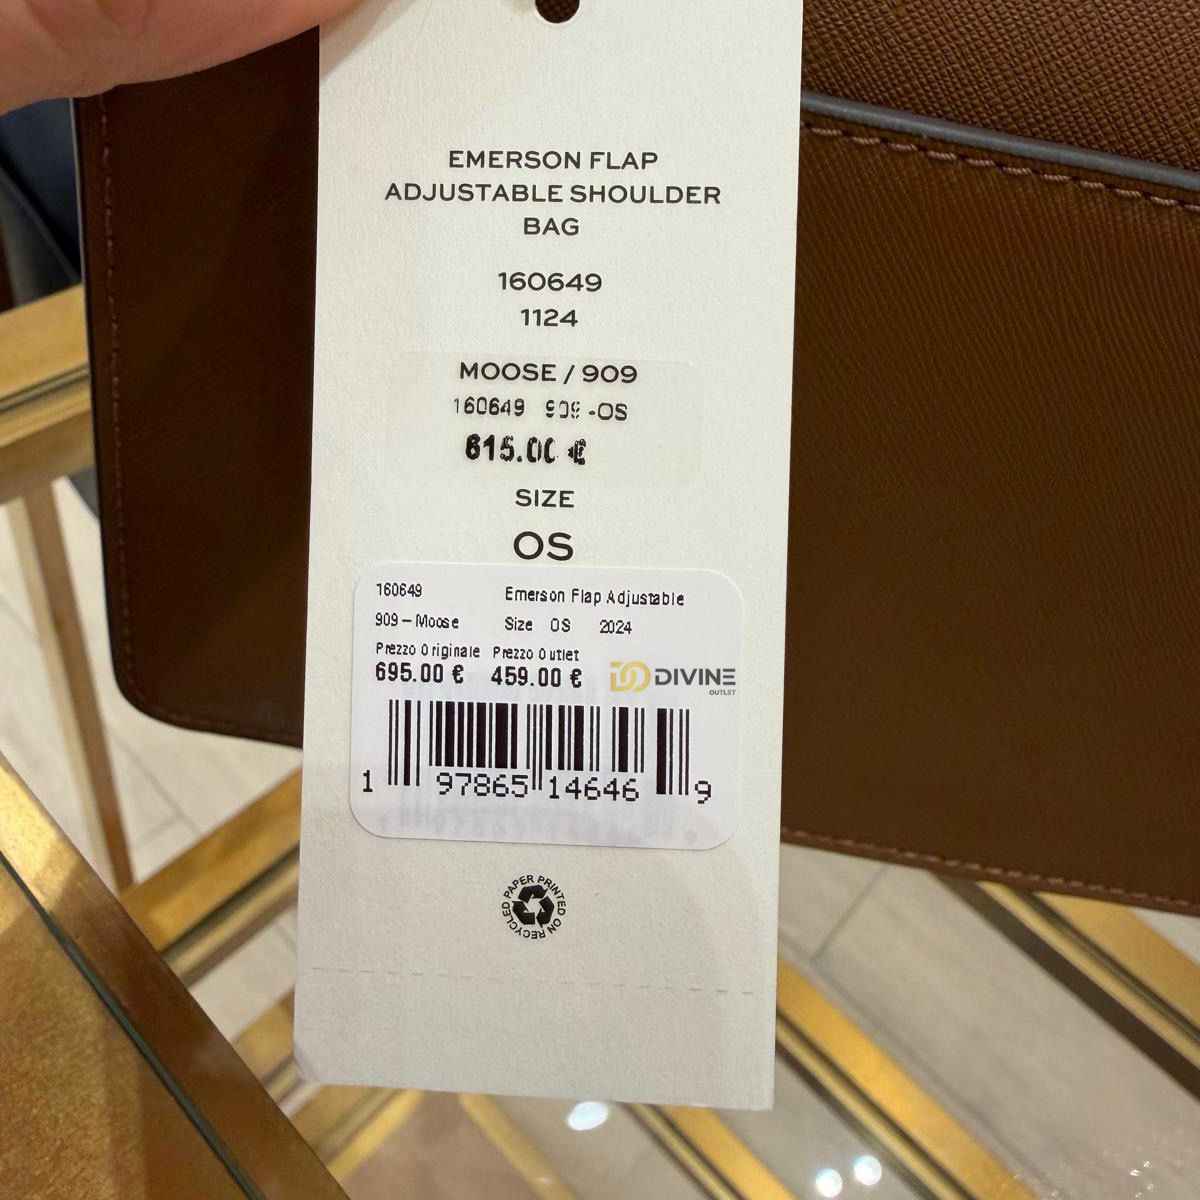 EMERSON FLAP
ADJUSTABLE SHOULDER
BAG
160649
1124
MOOSE / 909
160649 909 -OS
615.00 €
SIZE
OS
160649 Emerson Flap Adjustable
909 – Moose Size OS 2024
Prezzo Originale Prezzo Outlet
695.00 € 459.00 €
DIVINE
OUTLET
1 97865 14646 9
RECYCLED PAPER PRINTED ON